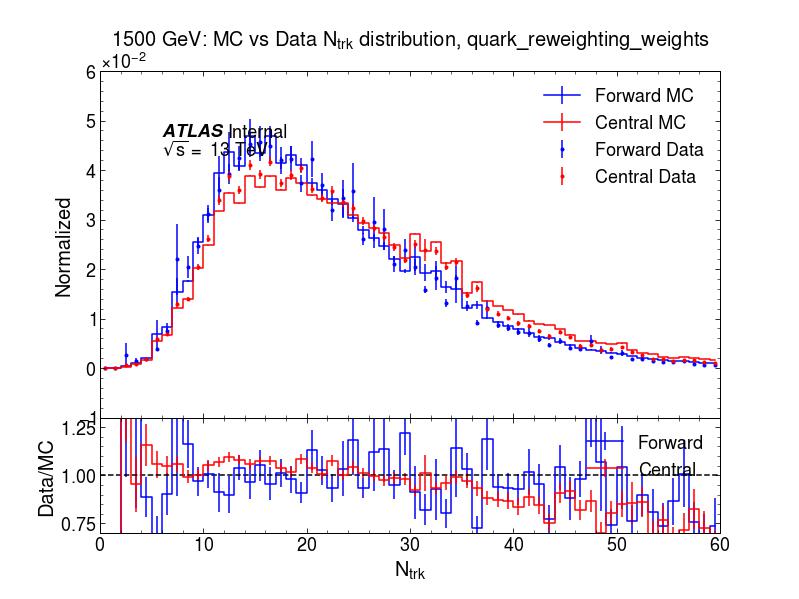 1500 GeV: MC vs Data N_trk distribution, quark_reweighting_weights
×10⁻²
6
5
4
3
2
1
0
−1
Normalized
ATLAS Internal
√s = 13 TeV
Forward MC
Central MC
Forward Data
Central Data
1.25
1.00
0.75
Data/MC
Forward
Central
0 10 20 30 40 50 60
N_trk